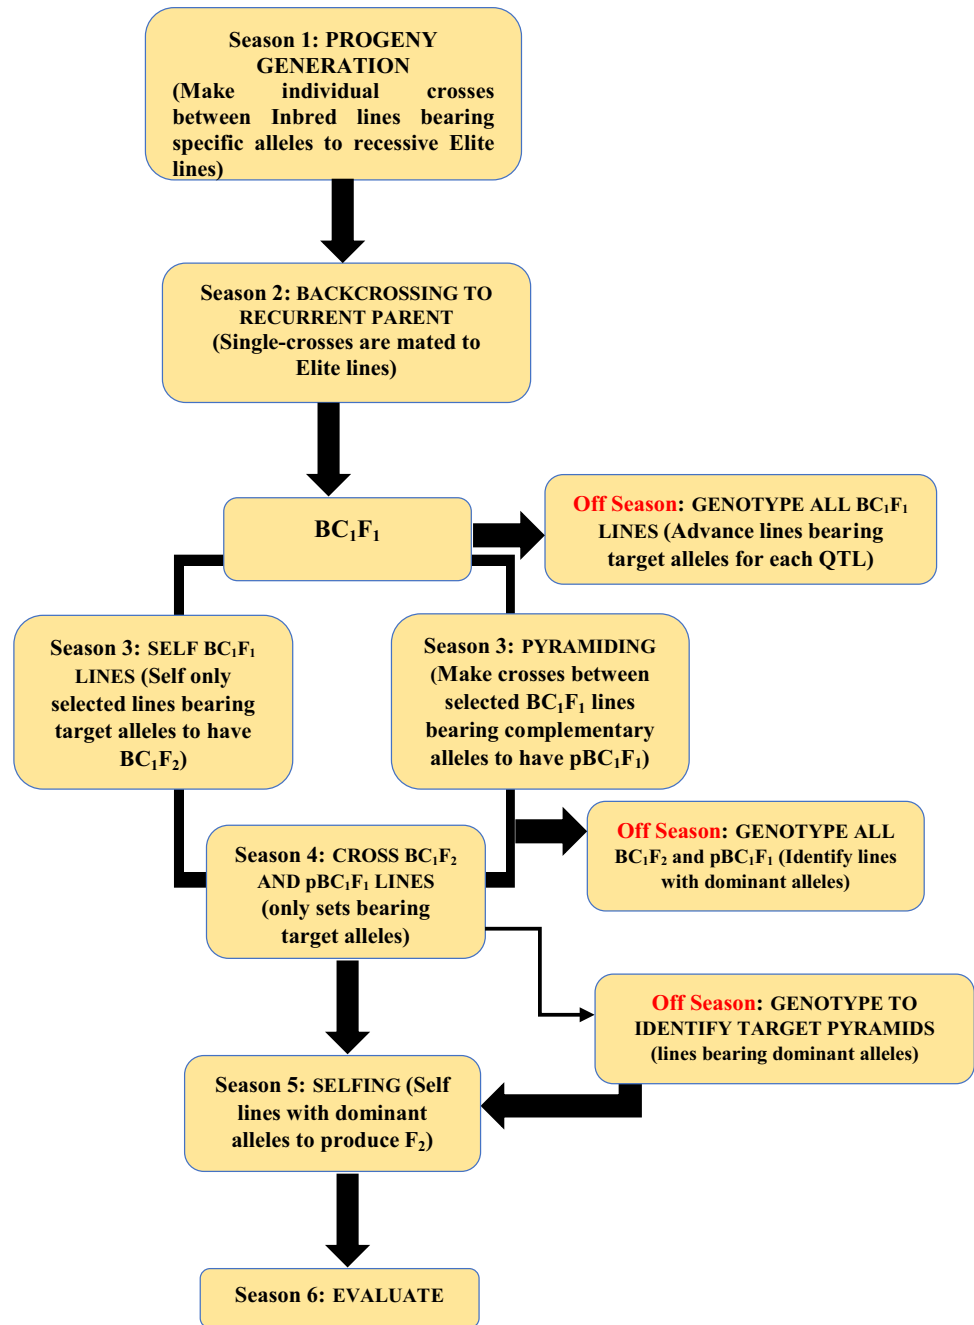 Season 1: PROGENY
GENERATION
(Make individual crosses
between Inbred lines bearing
specific alleles to recessive Elite
lines)
Season 2: BACKCROSSING TO
RECURRENT PARENT
(Single-crosses are mated to
Elite lines)
BC₁F₁
Off Season: GENOTYPE ALL BC₁F₁
LINES (Advance lines bearing
target alleles for each QTL)
Season 3: SELF BC₁F₁
LINES (Self only
selected lines bearing
target alleles to have
BC₁F₂)
Season 3: PYRAMIDING
(Make crosses between
selected BC₁F₁ lines
bearing complementary
alleles to have pBC₁F₁)
Off Season: GENOTYPE ALL
BC₁F₂ and pBC₁F₁ (Identify lines
with dominant alleles)
Season 4: CROSS BC₁F₂
AND pBC₁F₁ LINES
(only sets bearing
target alleles)
Off Season: GENOTYPE TO
IDENTIFY TARGET PYRAMIDS
(lines bearing dominant alleles)
Season 5: SELFING (Self
lines with dominant
alleles to produce F₂)
Season 6: EVALUATE